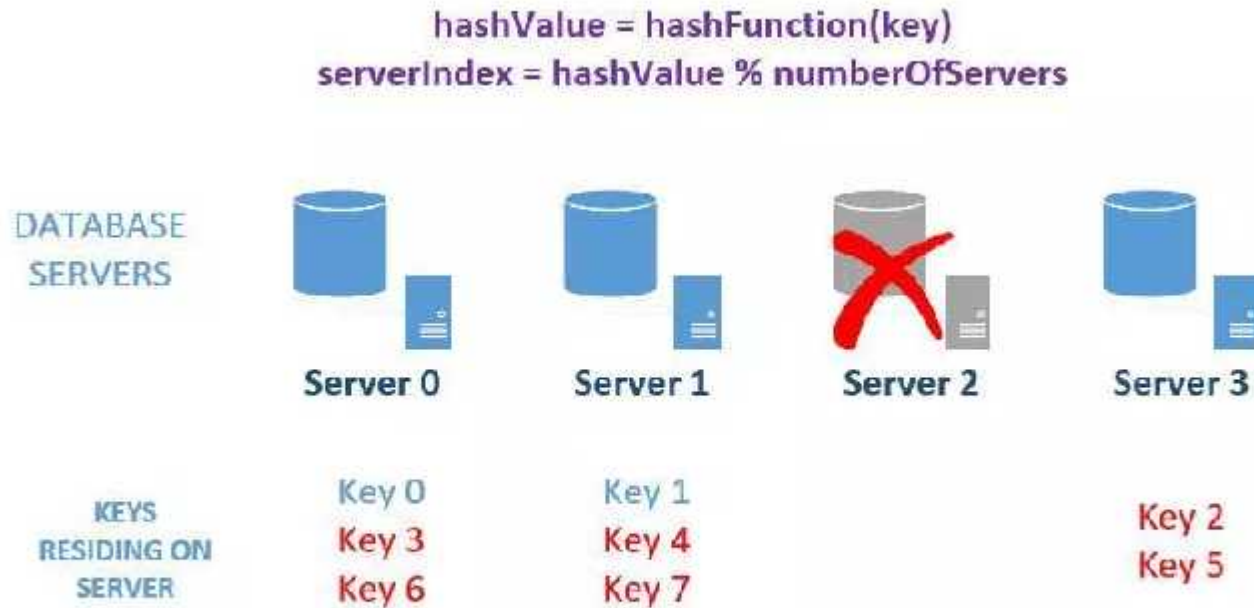 hashValue = hashFunction(key)
serverIndex = hashValue % numberOfServers
DATABASE
SERVERS
Server 0
Server 1
Server 2
Server 3
KEYS
RESIDING ON
SERVER
Key 0
Key 3
Key 6
Key 1
Key 4
Key 7
Key 2
Key 5